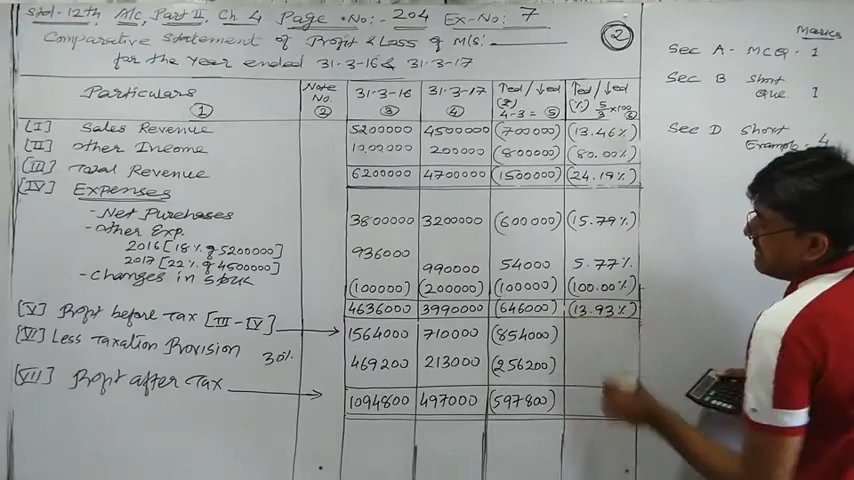 Std-12th A/c, Part II, Ch 4 Page No:- 204 Ex-No: 7
Comparative Statement of Profit & Loss of M/s:
for the Year ended 31-3-16 & 31-3-17
2
Marks
Sec A - MCQ - 1
Sec B Short Que 1
Sec D Short Example - 4
Particulars Note No. 31-3-16 31-3-17 ↑ed / ↓ed ↑ed / ↓ed
1 2 3 4 (₹) 4-3 = 5 (%) 5/3 x 100 6
[I] Sales Revenue 5200000 4500000 (700000) (13.46%)
[II] Other Income 10,00000 200000 (800000) (80.00%)
[III] Total Revenue 6200000 4700000 (1500000) (24.19%)
[IV] Expenses
- Net Purchases 3800000 3200000 (600000) (15.79%)
- Other Exp.
2016 [18% of 5200000] 936000
2017 [22% of 4500000] 990000 54000 5.77%
- Changes in Stock (100000) (200000) (100000) (100.00%)
4636000 3990000 (646000) (13.93%)
[V] Profit before Tax [III - IV] 1564000 710000 (854000)
[VI] Less Taxation Provision 30% 469200 213000 (256200)
[VII] Profit after Tax 1094800 497000 (597800)